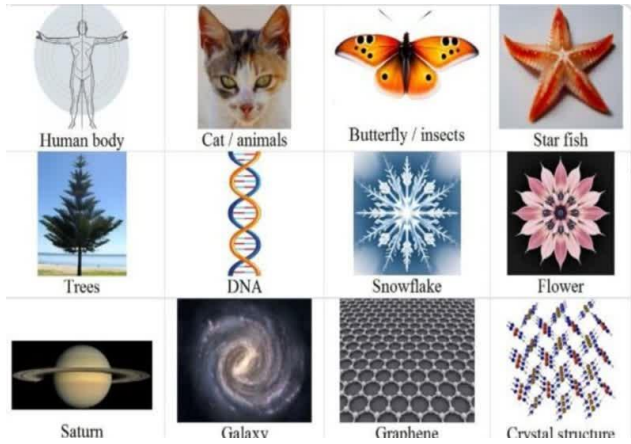 Human body
Cat / animals
Butterfly / insects
Star fish
Trees
DNA
Snowflake
Flower
Saturn
Galaxy
Graphene
Crystal structure